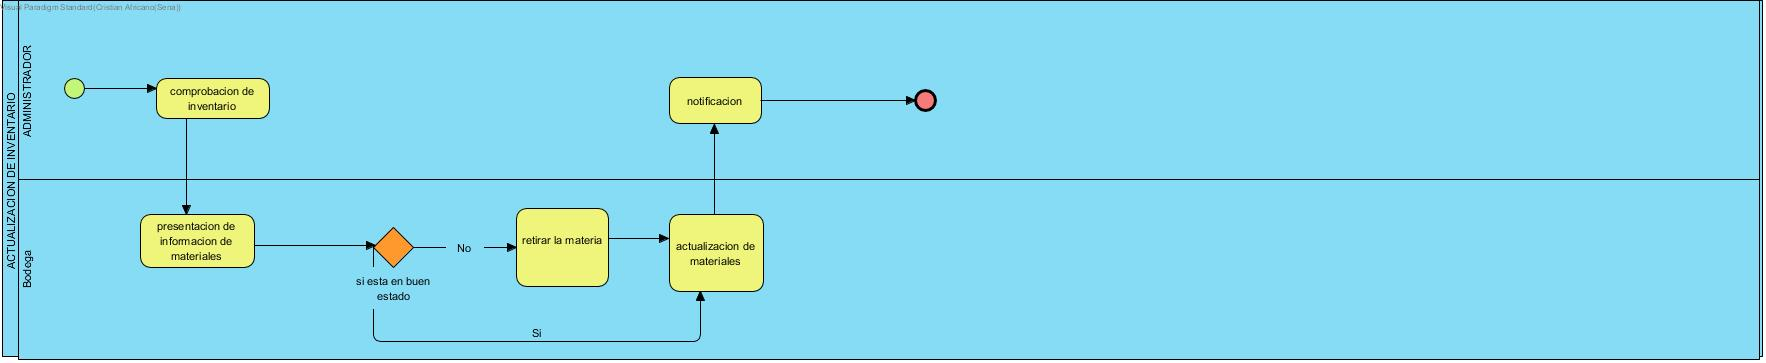 Visual Paradigm Standard(Cristian Africano(Sena))
ACTUALIZACION DE INVENTARIO
ADMINISTRADOR
comprobacion de
inventario
notificacion
Bodega
presentacion de
informacion de
materiales
si esta en buen
estado
No
retirar la materia
actualizacion de
materiales
Si